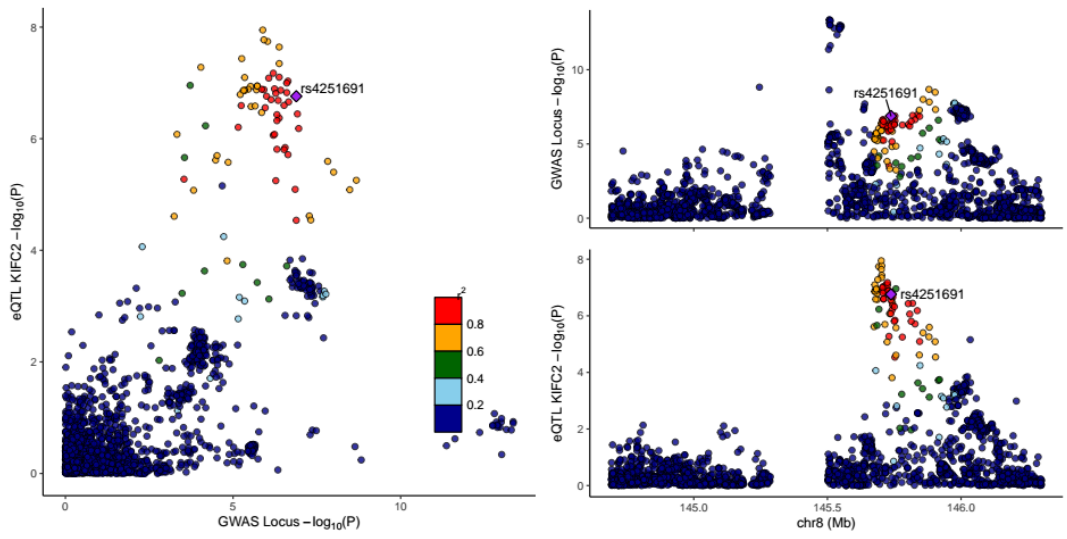 8
6
4
2
0
eQTL KIFC2 −log10(P)
rs4251691
r²
0.8
0.6
0.4
0.2
0
5
10
GWAS Locus −log10(P)
10
5
0
GWAS Locus −log10(P)
rs4251691
8
6
4
2
0
eQTL KIFC2 −log10(P)
rs4251691
145.0
145.5
146.0
chr8 (Mb)